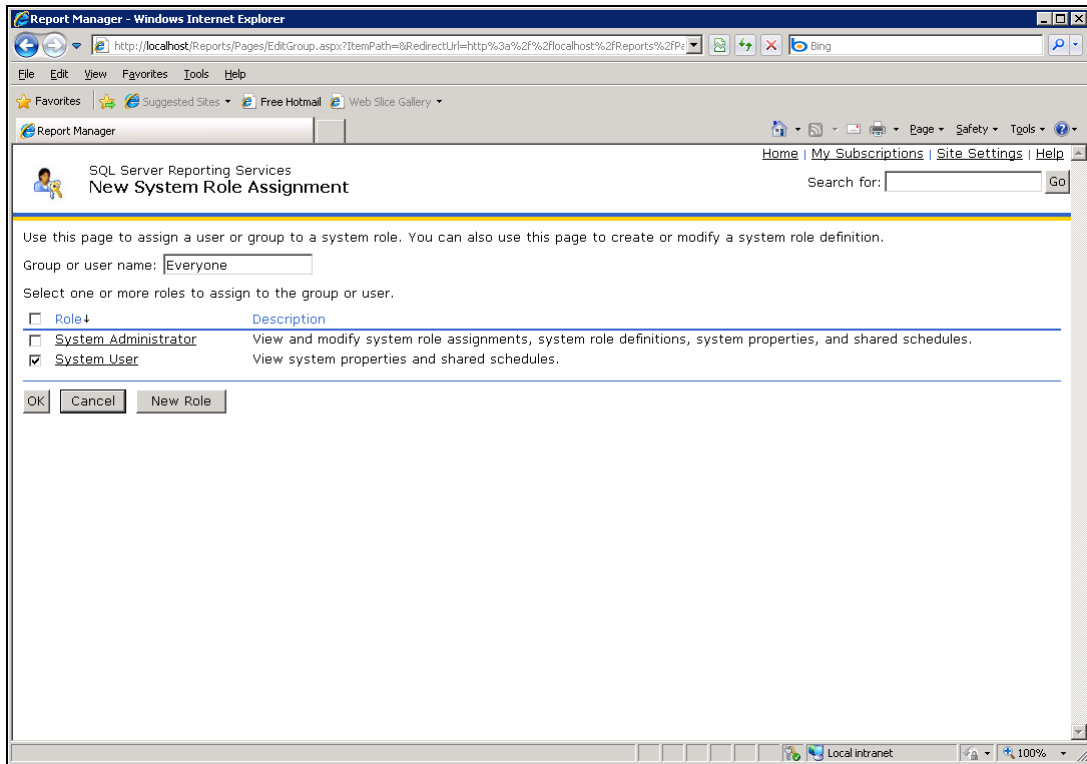 Report Manager - Windows Internet Explorer
http://localhost/Reports/Pages/EditGroup.aspx?ItemPath=&RedirectUrl=http%3a%2f%2flocalhost%2fReports%2fPa
Bing
File Edit View Favorites Tools Help
Favorites Suggested Sites Free Hotmail Web Slice Gallery
Report Manager Page Safety Tools
Home | My Subscriptions | Site Settings | Help
SQL Server Reporting Services
New System Role Assignment
Search for: Go
Use this page to assign a user or group to a system role. You can also use this page to create or modify a system role definition.
Group or user name: Everyone
Select one or more roles to assign to the group or user.
Role↓ Description
System Administrator View and modify system role assignments, system role definitions, system properties, and shared schedules.
System User View system properties and shared schedules.
OK Cancel New Role
Local intranet 100%